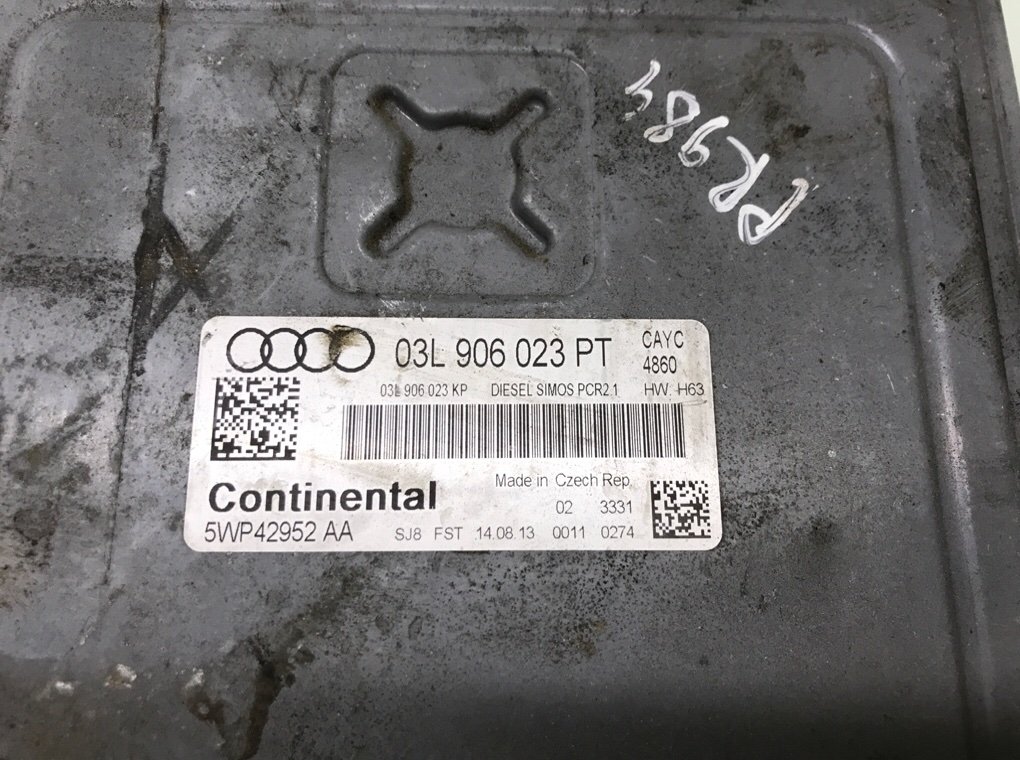 PR984
03L 906 023 PT
CAYC
4860
03L 906 023 KP DIESEL SIMOS PCR2.1 HW: H63
Continental
Made in Czech Rep.
02 3331
5WP42952 AA SJ8 FST 14.08.13 0011 0274